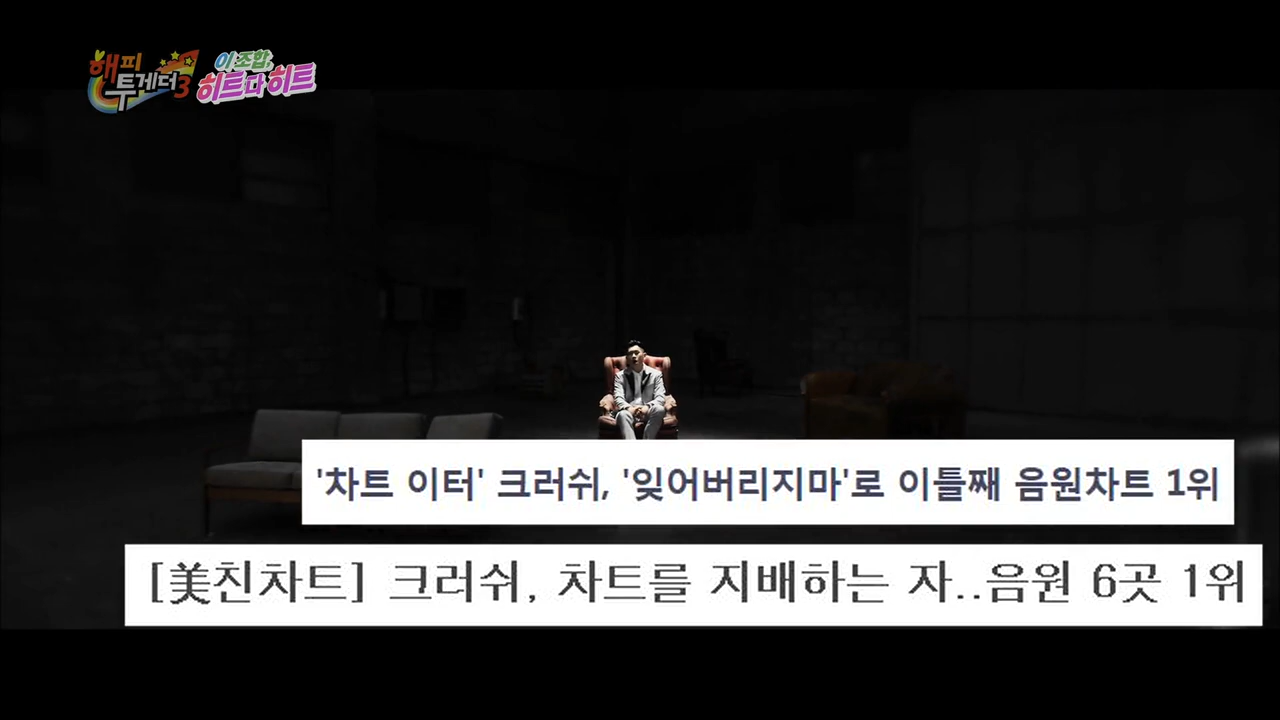 해피
투게더3
이 조합,
히트다 히트
'차트 이터' 크러쉬, '잊어버리지마'로 이틀째 음원차트 1위
[美친차트] 크러쉬, 차트를 지배하는 자..음원 6곳 1위